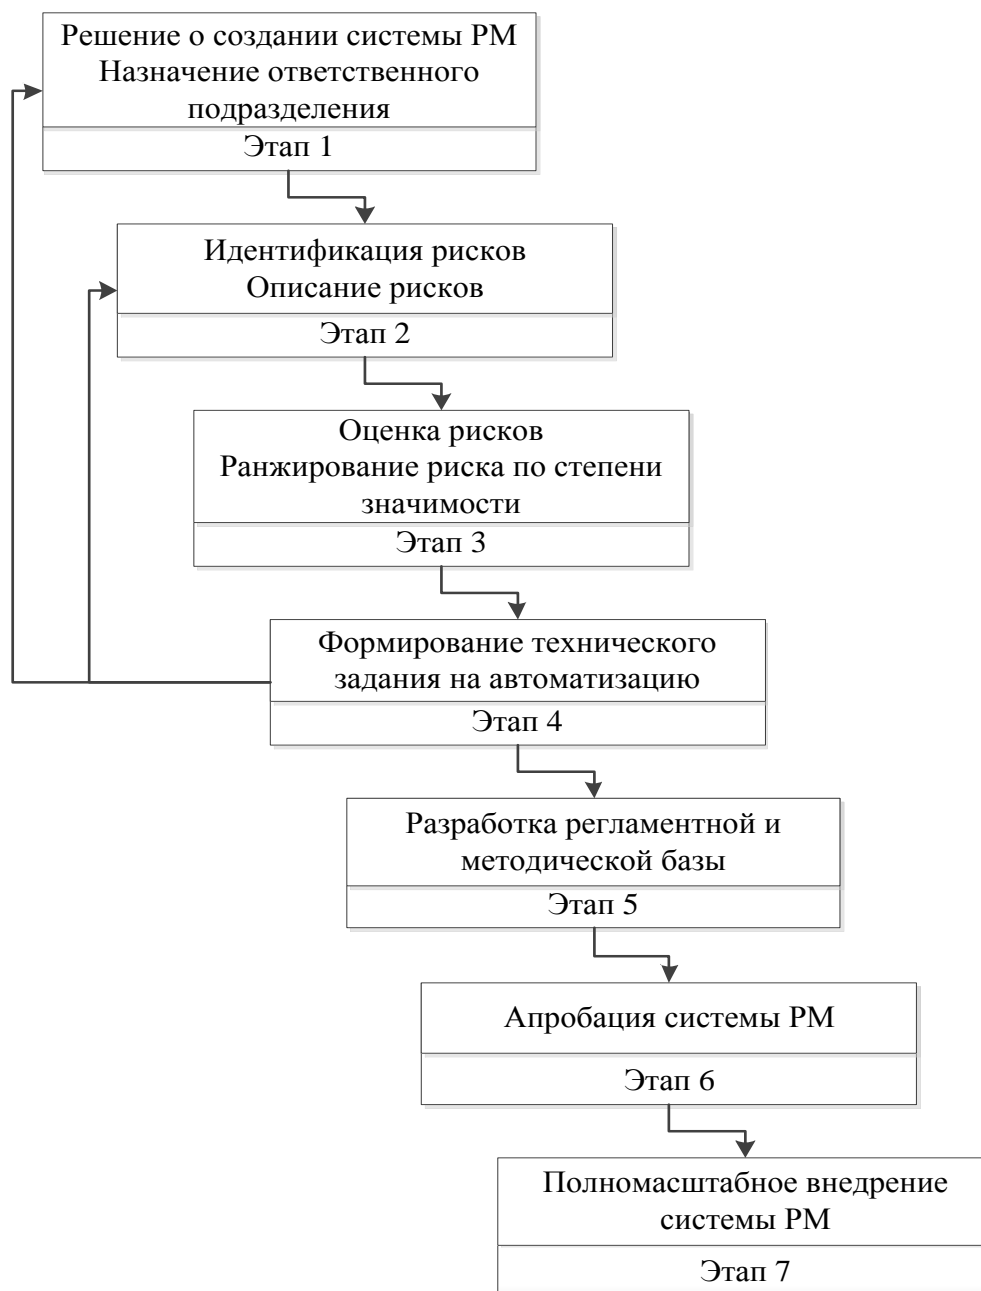 Решение о создании системы РМ
Назначение ответственного
подразделения
Этап 1
Идентификация рисков
Описание рисков
Этап 2
Оценка рисков
Ранжирование риска по степени
значимости
Этап 3
Формирование технического
задания на автоматизацию
Этап 4
Разработка регламентной и
методической базы
Этап 5
Апробация системы РМ
Этап 6
Полномасштабное внедрение
системы РМ
Этап 7